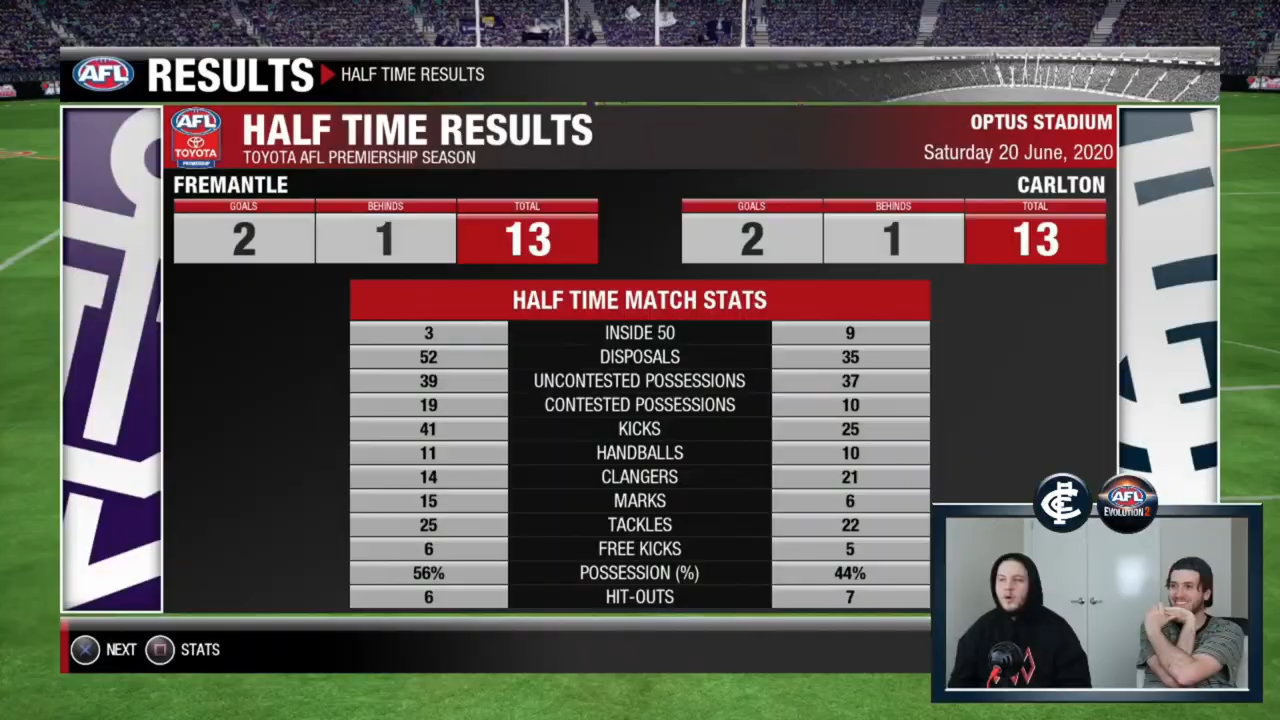 AFL RESULTS HALF TIME RESULTS
AFL
TOYOTA
PREMIERSHIP
HALF TIME RESULTS
TOYOTA AFL PREMIERSHIP SEASON
OPTUS STADIUM
Saturday 20 June, 2020
FREMANTLE
CARLTON
GOALS BEHINDS TOTAL
2 1 13
GOALS BEHINDS TOTAL
2 1 13
HALF TIME MATCH STATS
3 INSIDE 50 9
52 DISPOSALS 35
39 UNCONTESTED POSSESSIONS 37
19 CONTESTED POSSESSIONS 10
41 KICKS 25
11 HANDBALLS 10
14 CLANGERS 21
15 MARKS 6
25 TACKLES 22
6 FREE KICKS 5
56% POSSESSION (%) 44%
6 HIT-OUTS 7
CFC
AFL
EVOLUTION 2
NEXT STATS